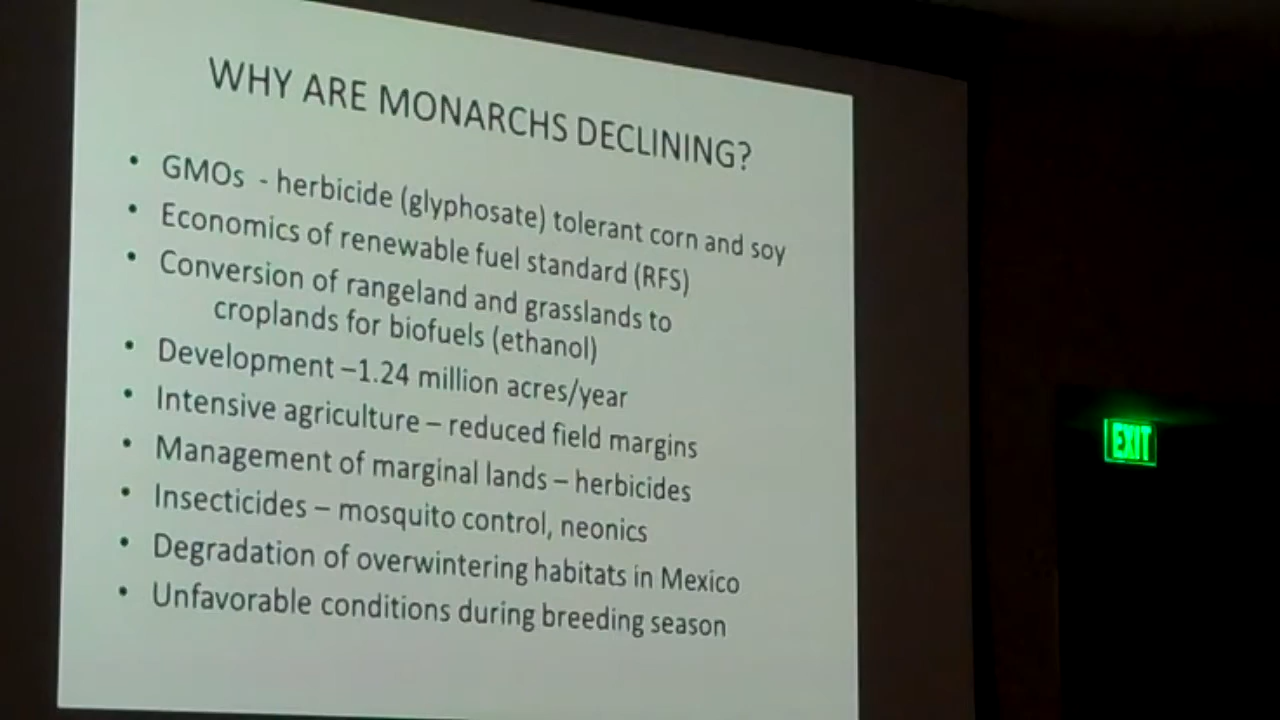 WHY ARE MONARCHS DECLINING?
• GMOs - herbicide (glyphosate) tolerant corn and soy
• Economics of renewable fuel standard (RFS)
• Conversion of rangeland and grasslands to
croplands for biofuels (ethanol)
• Development –1.24 million acres/year
• Intensive agriculture – reduced field margins
• Management of marginal lands – herbicides
• Insecticides – mosquito control, neonics
• Degradation of overwintering habitats in Mexico
• Unfavorable conditions during breeding season
EXIT